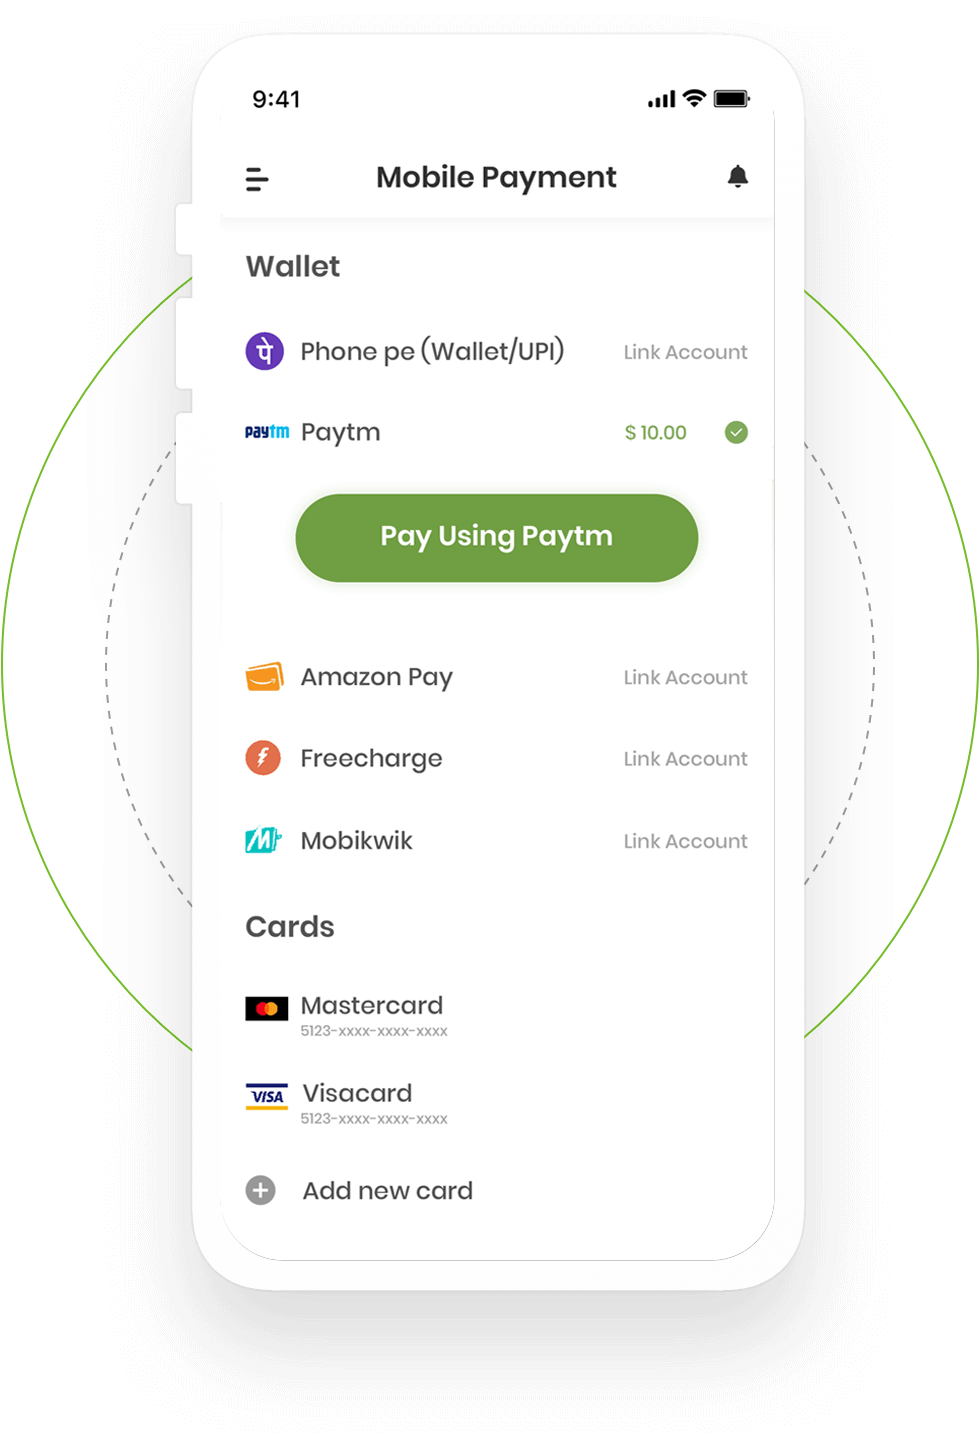 9:41
Mobile Payment
Wallet
पे Phone pe (Wallet/UPI) Link Account
paytm Paytm $ 10.00
Pay Using Paytm
Amazon Pay Link Account
Freecharge Link Account
M Mobikwik Link Account
Cards
Mastercard
5123-xxxx-xxxx-xxxx
VISA Visacard
5123-xxxx-xxxx-xxxx
Add new card